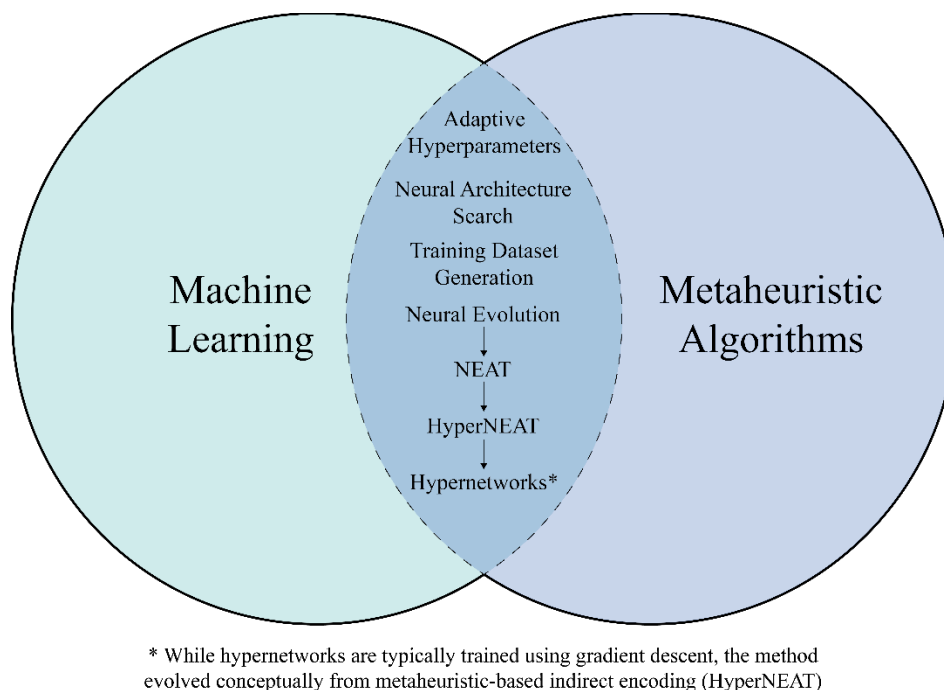 Adaptive
Hyperparameters
Neural Architecture
Search
Training Dataset
Generation
Machine
Learning
Metaheuristic
Algorithms
Neural Evolution
NEAT
HyperNEAT
Hypernetworks*
* While hypernetworks are typically trained using gradient descent, the method
evolved conceptually from metaheuristic-based indirect encoding (HyperNEAT)